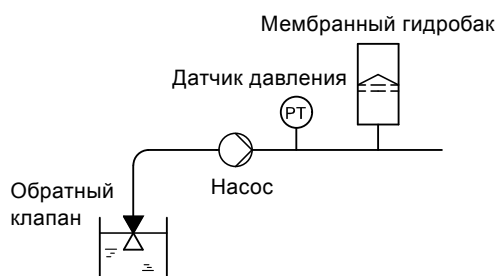 Мембранный гидробак
Датчик давления
PT
Насос
Обратный
клапан